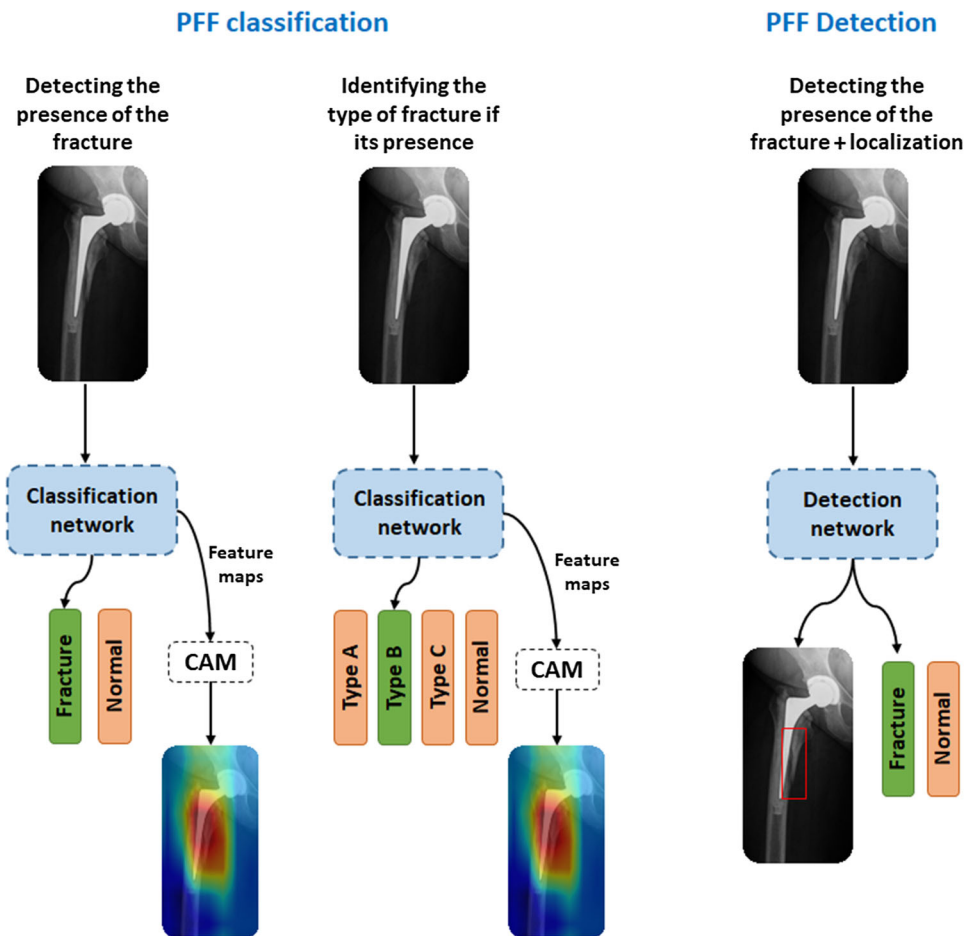 PFF classification
PFF Detection
Detecting the
presence of the
fracture
Identifying the
type of fracture if
its presence
Detecting the
presence of the
fracture + localization
Classification
network
Feature
maps
Fracture
Normal
CAM
Classification
network
Feature
maps
Type A
Type B
Type C
Normal
CAM
Detection
network
Fracture
Normal